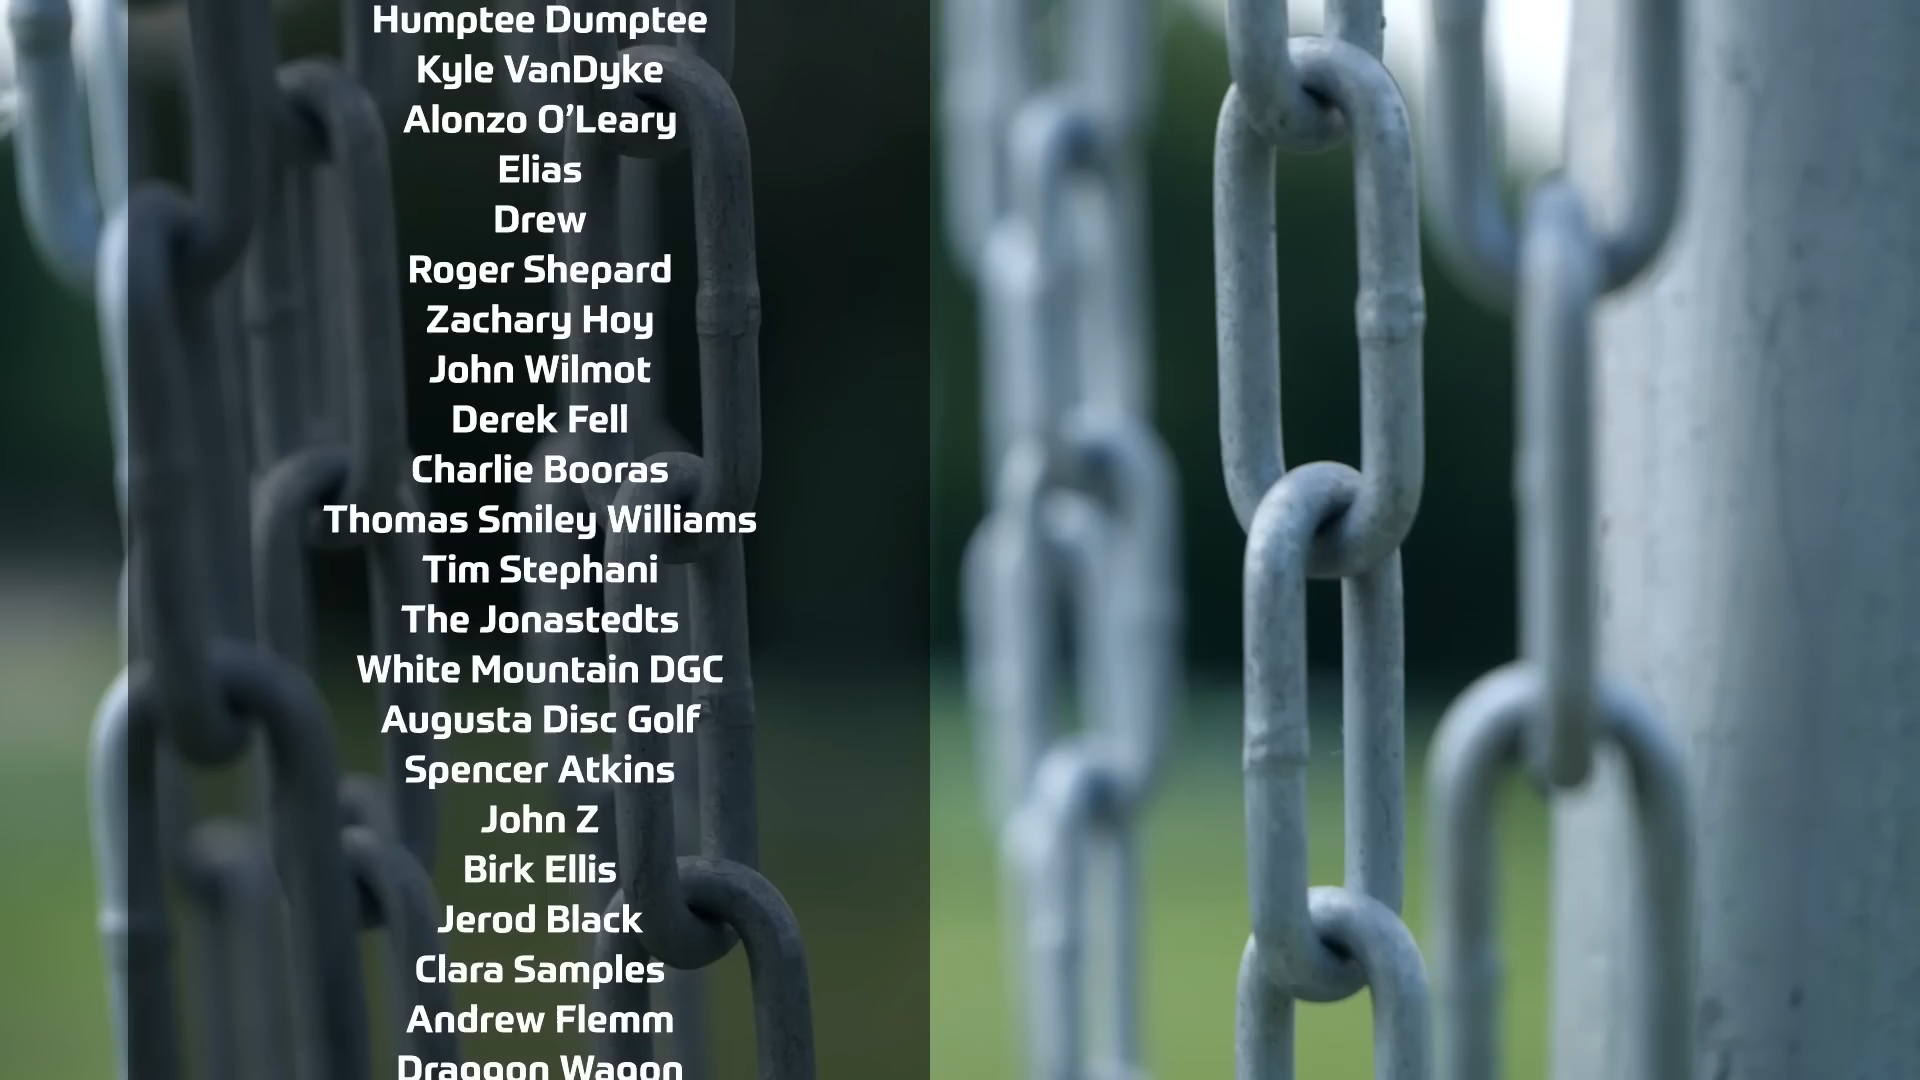 Humptee Dumptee
Kyle VanDyke
Alonzo O’Leary
Elias
Drew
Roger Shepard
Zachary Hoy
John Wilmot
Derek Fell
Charlie Booras
Thomas Smiley Williams
Tim Stephani
The Jonastedts
White Mountain DGC
Augusta Disc Golf
Spencer Atkins
John Z
Birk Ellis
Jerod Black
Clara Samples
Andrew Flemm
Draggon Wagon